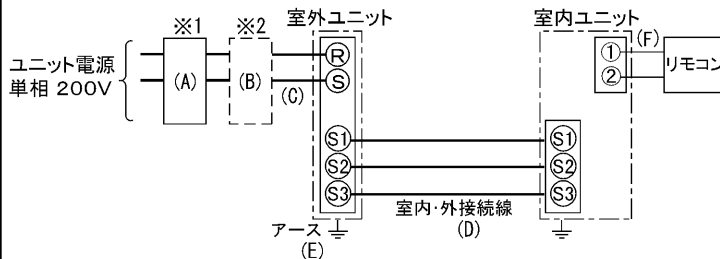 ※1
※2
室外ユニット
室内ユニット
ユニット電源
単相 200V
(A)
(B)
(C)
R
S
① (F)
②
リモコン
S1
S2
S3
S1
S2
S3
室内・外接続線
(D)
アース
(E)